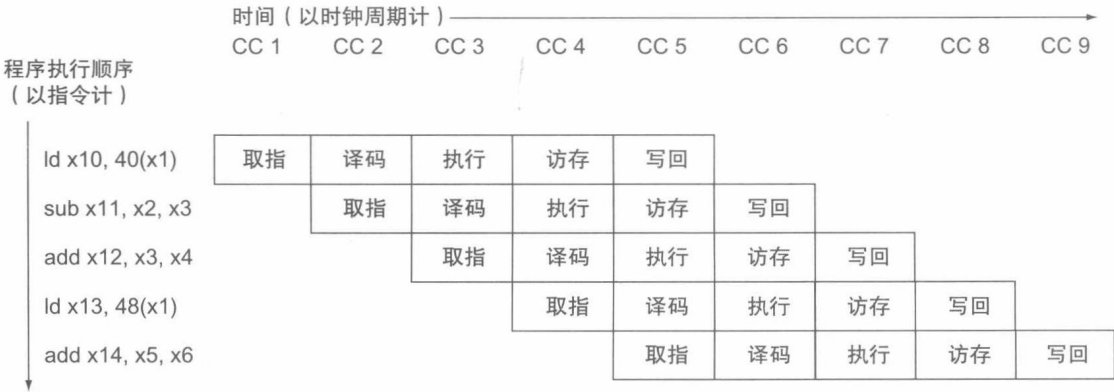 时间（以时钟周期计）
CC 1 CC 2 CC 3 CC 4 CC 5 CC 6 CC 7 CC 8 CC 9
程序执行顺序
（以指令计）
ld x10, 40(x1) 取指 译码 执行 访存 写回
sub x11, x2, x3 取指 译码 执行 访存 写回
add x12, x3, x4 取指 译码 执行 访存 写回
ld x13, 48(x1) 取指 译码 执行 访存 写回
add x14, x5, x6 取指 译码 执行 访存 写回